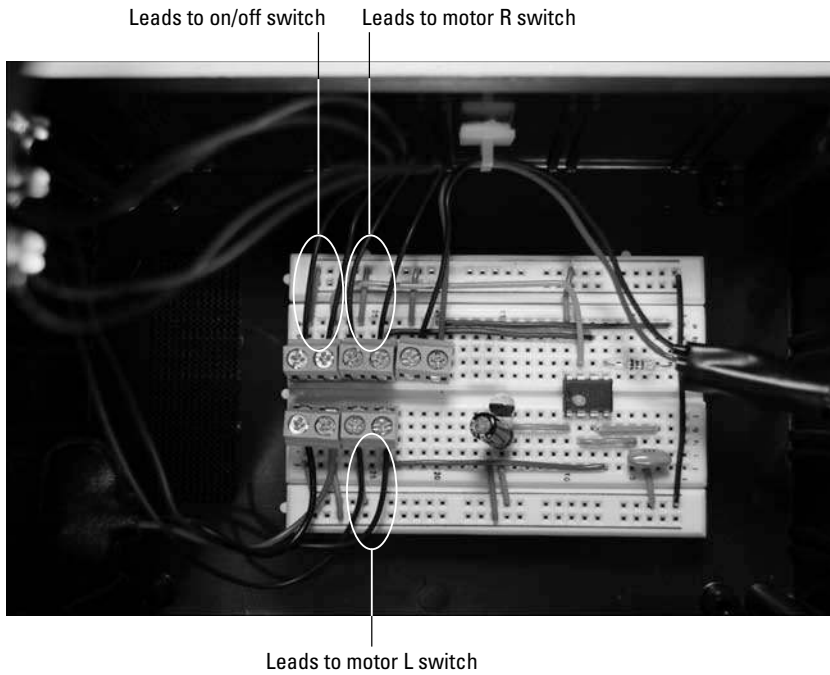 Leads to on/off switch
Leads to motor R switch
Leads to motor L switch